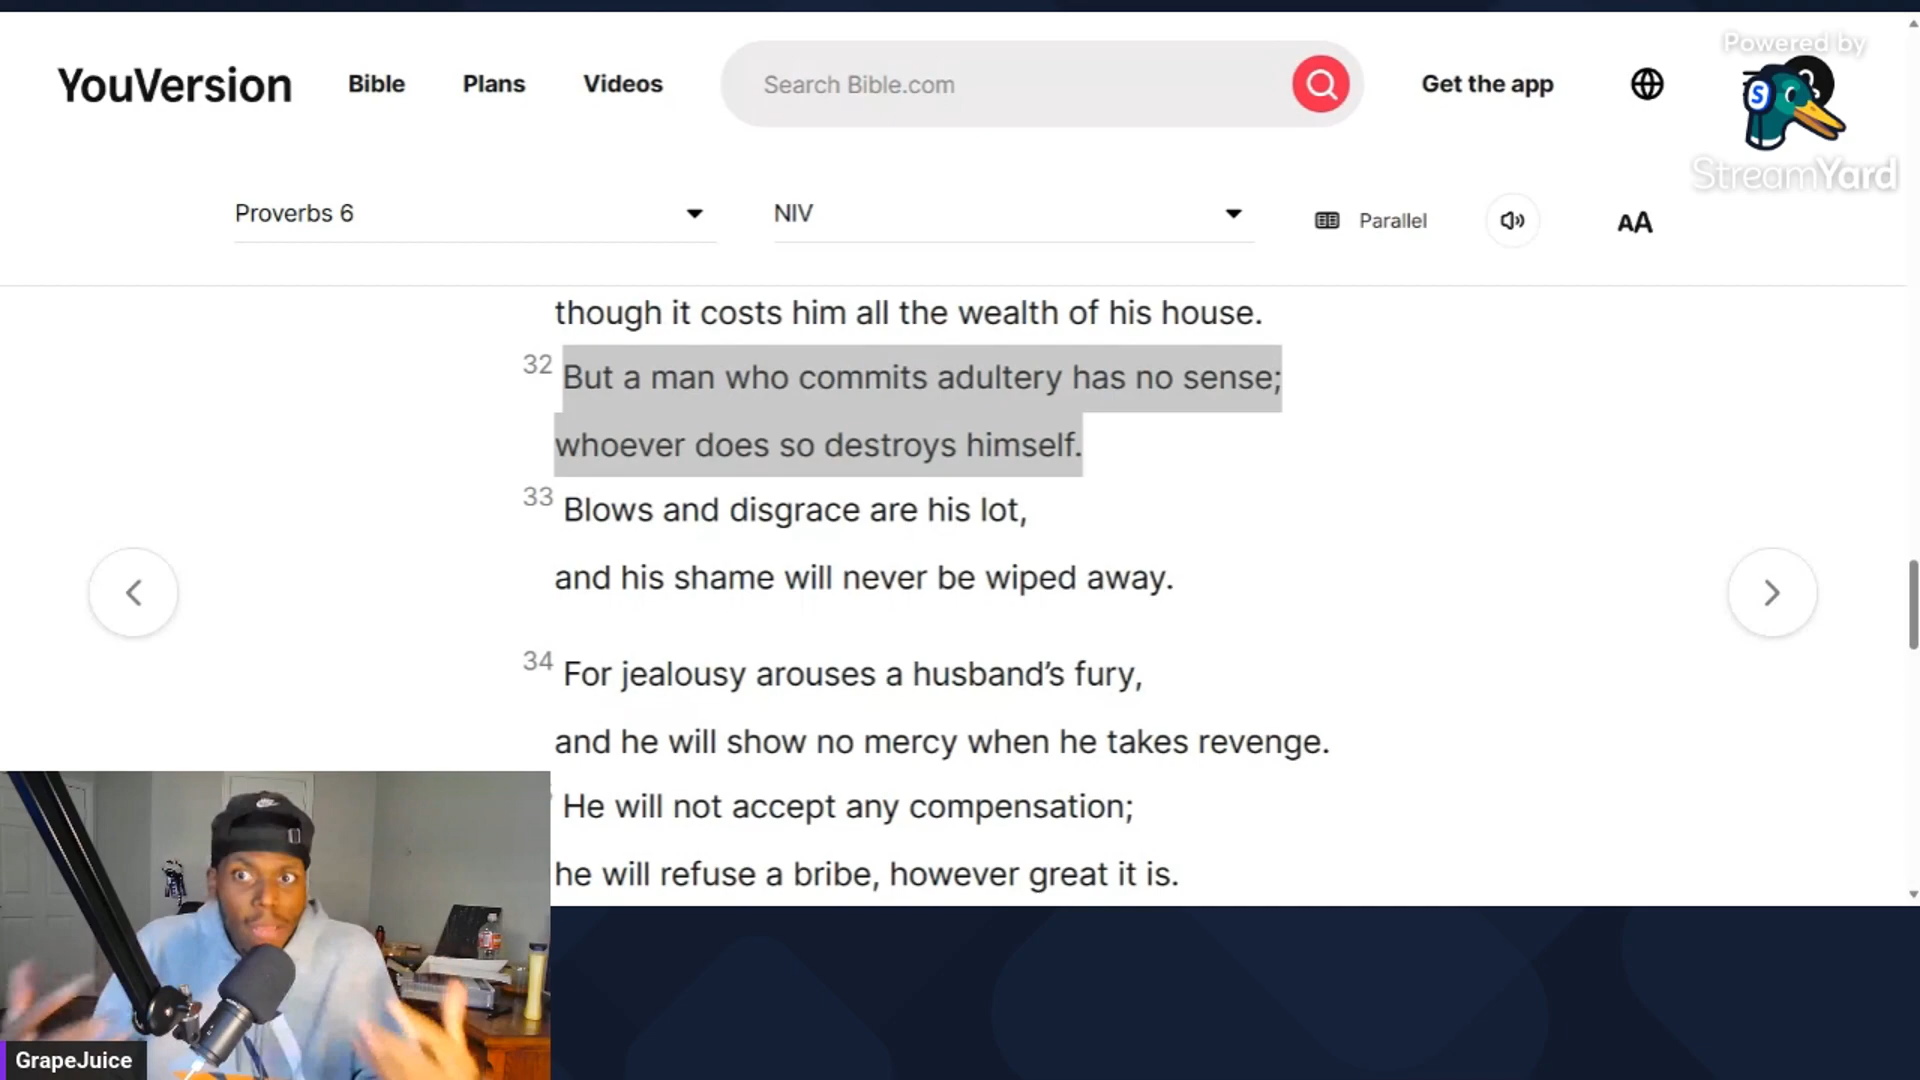 Powered by
YouVersion
Bible
Plans
Videos
Search Bible.com
Get the app
StreamYard
Proverbs 6
NIV
Parallel
AA
though it costs him all the wealth of his house.
32 But a man who commits adultery has no sense;
whoever does so destroys himself.
33 Blows and disgrace are his lot,
and his shame will never be wiped away.
34 For jealousy arouses a husband’s fury,
and he will show no mercy when he takes revenge.
He will not accept any compensation;
he will refuse a bribe, however great it is.
S
GrapeJuice